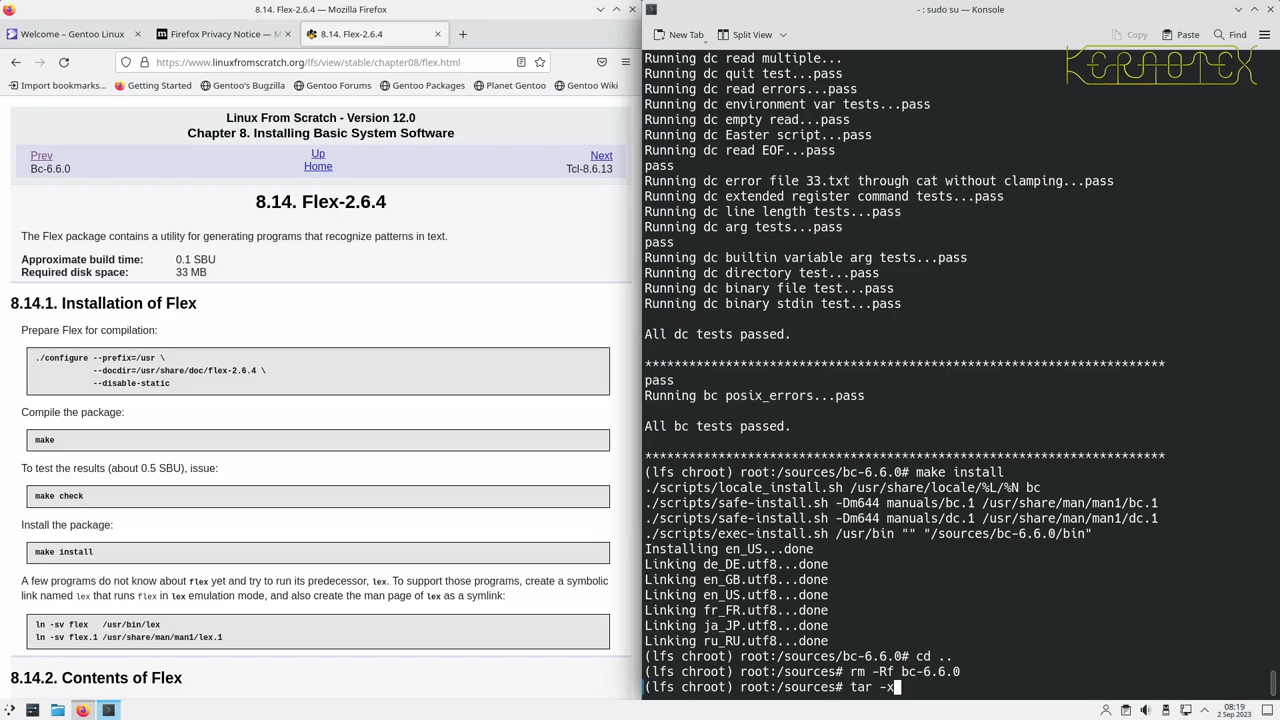 8.14. Flex-2.6.4 — Mozilla Firefox
Welcome – Gentoo Linux
Firefox Privacy Notice — M
8.14. Flex-2.6.4
https://www.linuxfromscratch.org/lfs/view/stable/chapter08/flex.html
Import bookmarks...
Getting Started
Gentoo's Bugzilla
Gentoo Forums
Gentoo Packages
Planet Gentoo
Gentoo Wiki
Linux From Scratch - Version 12.0
Chapter 8. Installing Basic System Software
Prev
Up
Next
Bc-6.6.0
Home
Tcl-8.6.13
8.14. Flex-2.6.4
The Flex package contains a utility for generating programs that recognize patterns in text.
Approximate build time: 0.1 SBU
Required disk space: 33 MB
8.14.1. Installation of Flex
Prepare Flex for compilation:
./configure --prefix=/usr \
--docdir=/usr/share/doc/flex-2.6.4 \
--disable-static
Compile the package:
make
To test the results (about 0.5 SBU), issue:
make check
Install the package:
make install
A few programs do not know about flex yet and try to run its predecessor, lex. To support those programs, create a symbolic
link named lex that runs flex in lex emulation mode, and also create the man page of lex as a symlink:
ln -sv flex   /usr/bin/lex
ln -sv flex.1 /usr/share/man/man1/lex.1
8.14.2. Contents of Flex
- : sudo su — Konsole
New Tab
Split View
Copy
Paste
Find
KERNOTEX
Running dc read multiple...
Running dc quit test...pass
Running dc read errors...pass
Running dc environment var tests...pass
Running dc empty read...pass
Running dc Easter script...pass
Running dc read EOF...pass
pass
Running dc error file 33.txt through cat without clamping...pass
Running dc extended register command tests...pass
Running dc line length tests...pass
Running dc arg tests...pass
pass
Running dc builtin variable arg tests...pass
Running dc directory test...pass
Running dc binary file test...pass
Running dc binary stdin test...pass
All dc tests passed.
***********************************************************************
pass
Running bc posix_errors...pass
All bc tests passed.
***********************************************************************
(lfs chroot) root:/sources/bc-6.6.0# make install
./scripts/locale_install.sh /usr/share/locale/%L/%N bc
./scripts/safe-install.sh -Dm644 manuals/bc.1 /usr/share/man/man1/bc.1
./scripts/safe-install.sh -Dm644 manuals/dc.1 /usr/share/man/man1/dc.1
./scripts/exec-install.sh /usr/bin "" "/sources/bc-6.6.0/bin"
Installing en_US...done
Linking de_DE.utf8...done
Linking en_GB.utf8...done
Linking en_US.utf8...done
Linking fr_FR.utf8...done
Linking ja_JP.utf8...done
Linking ru_RU.utf8...done
(lfs chroot) root:/sources/bc-6.6.0# cd ..
(lfs chroot) root:/sources# rm -Rf bc-6.6.0
(lfs chroot) root:/sources# tar -x
08:19
2 Sep 2023